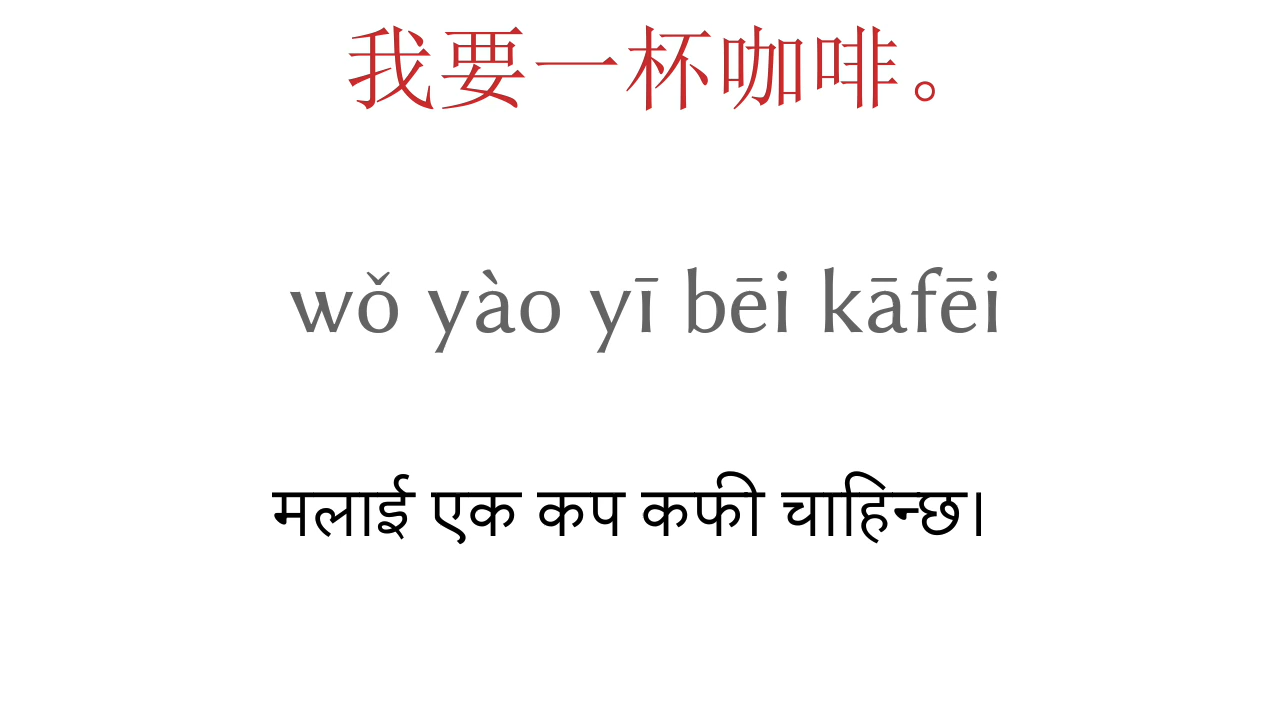 我要一杯咖啡。
wǒ yào yī bēi kāfēi
मलाई एक कप कफी चाहिन्छ।